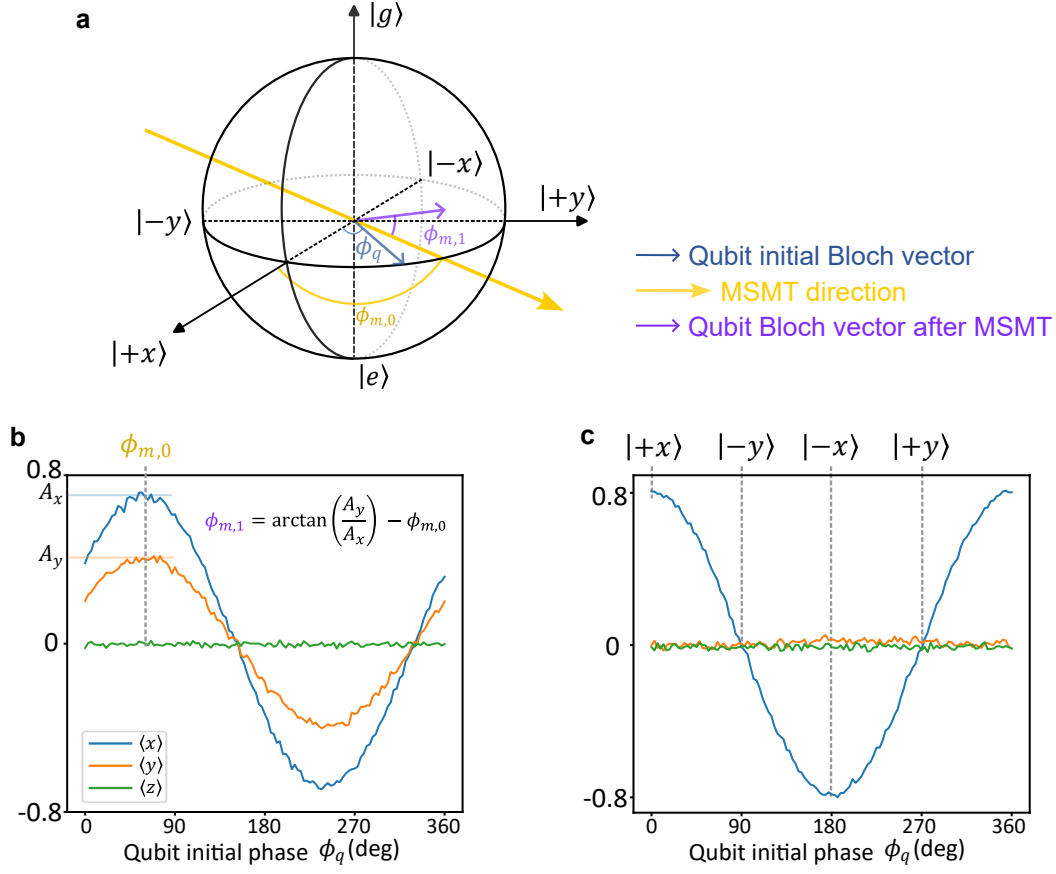 a
|g⟩
|−x⟩
|−y⟩
|+y⟩
ϕq
ϕm,1
ϕm,0
|+x⟩
|e⟩
Qubit initial Bloch vector
MSMT direction
Qubit Bloch vector after MSMT
b
ϕm,0
0.8
Ax
Ay
0
-0.8
ϕm,1 = arctan(Ay/Ax) − ϕm,0
⟨x⟩
⟨y⟩
⟨z⟩
0 90 180 270 360
Qubit initial phase ϕq(deg)
c
|+x⟩ |−y⟩ |−x⟩ |+y⟩
0.8
0
-0.8
0 90 180 270 360
Qubit initial phase ϕq(deg)